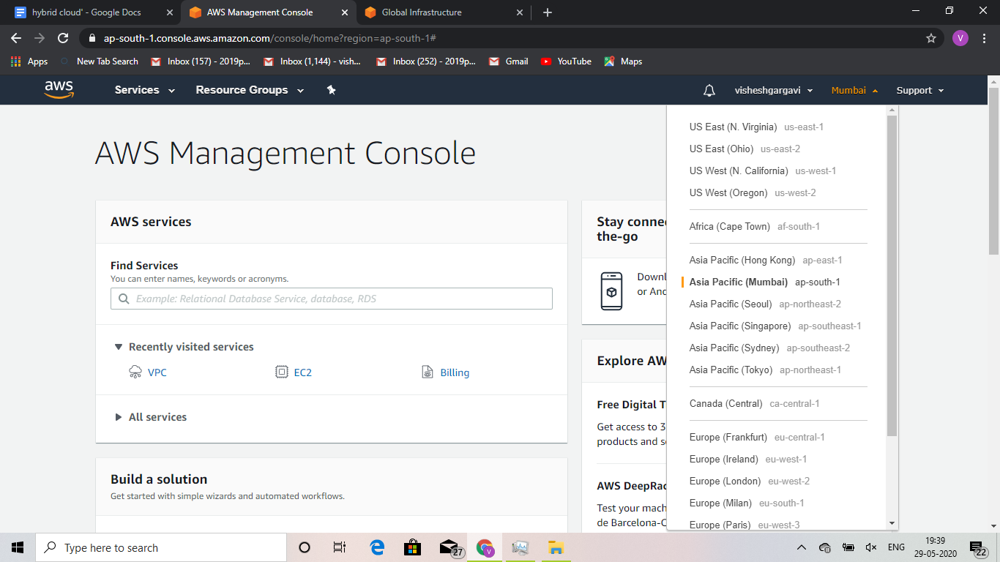 hybrid cloud' - Google Docs
AWS Management Console
Global Infrastructure
ap-south-1.console.aws.amazon.com/console/home?region=ap-south-1#
V
Apps
New Tab Search
Inbox (157) - 2019p...
Inbox (1,144) - vish...
Inbox (252) - 2019p...
Gmail
YouTube
Maps
aws
Services
Resource Groups
visheshgargavi
Mumbai
Support
AWS Management Console
AWS services
Find Services
You can enter names, keywords or acronyms.
Example: Relational Database Service, database, RDS
Recently visited services
VPC
EC2
Billing
All services
Build a solution
Get started with simple wizards and automated workflows.
Stay connec
the-go
Downl
or And
Explore AW
Free Digital T
Get access to 3
products and s
AWS DeepRac
Test your mach
de Barcelona-C
US East (N. Virginia) us-east-1
US East (Ohio) us-east-2
US West (N. California) us-west-1
US West (Oregon) us-west-2
Africa (Cape Town) af-south-1
Asia Pacific (Hong Kong) ap-east-1
Asia Pacific (Mumbai) ap-south-1
Asia Pacific (Seoul) ap-northeast-2
Asia Pacific (Singapore) ap-southeast-1
Asia Pacific (Sydney) ap-southeast-2
Asia Pacific (Tokyo) ap-northeast-1
Canada (Central) ca-central-1
Europe (Frankfurt) eu-central-1
Europe (Ireland) eu-west-1
Europe (London) eu-west-2
Europe (Milan) eu-south-1
Europe (Paris) eu-west-3
Type here to search
27
V
ENG
19:39
29-05-2020
22